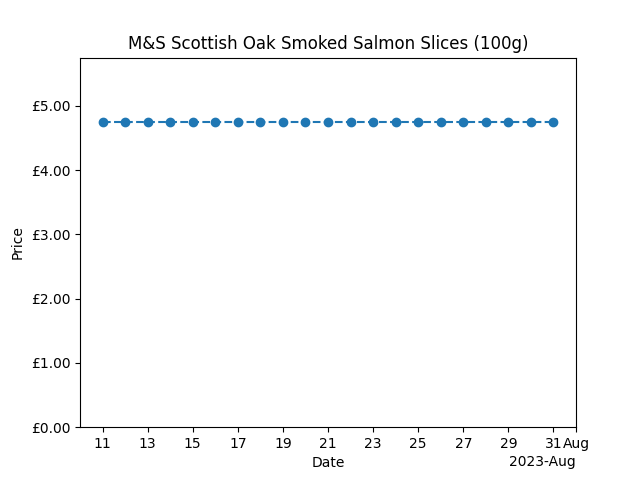 M&S Scottish Oak Smoked Salmon Slices (100g)
£5.00
£4.00
£3.00
£2.00
£1.00
£0.00
Price
11 13 15 17 19 21 23 25 27 29 31 Aug
Date
2023-Aug